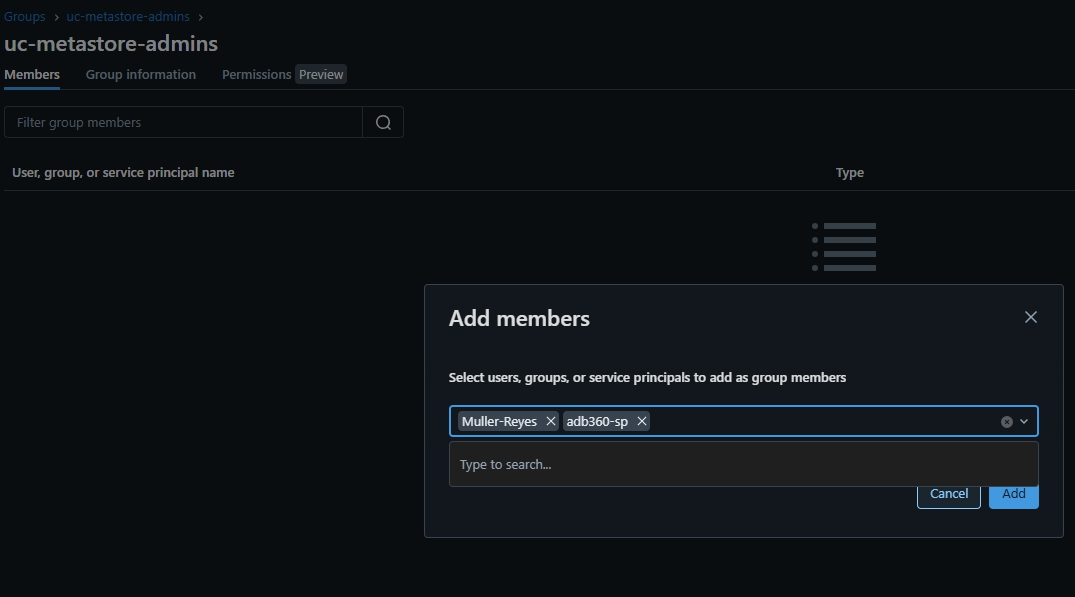 Groups > uc-metastore-admins >
uc-metastore-admins
Members Group information Permissions Preview
Filter group members
User, group, or service principal name Type
Add members
Select users, groups, or service principals to add as group members
Muller-Reyes adb360-sp
Type to search...
Cancel Add